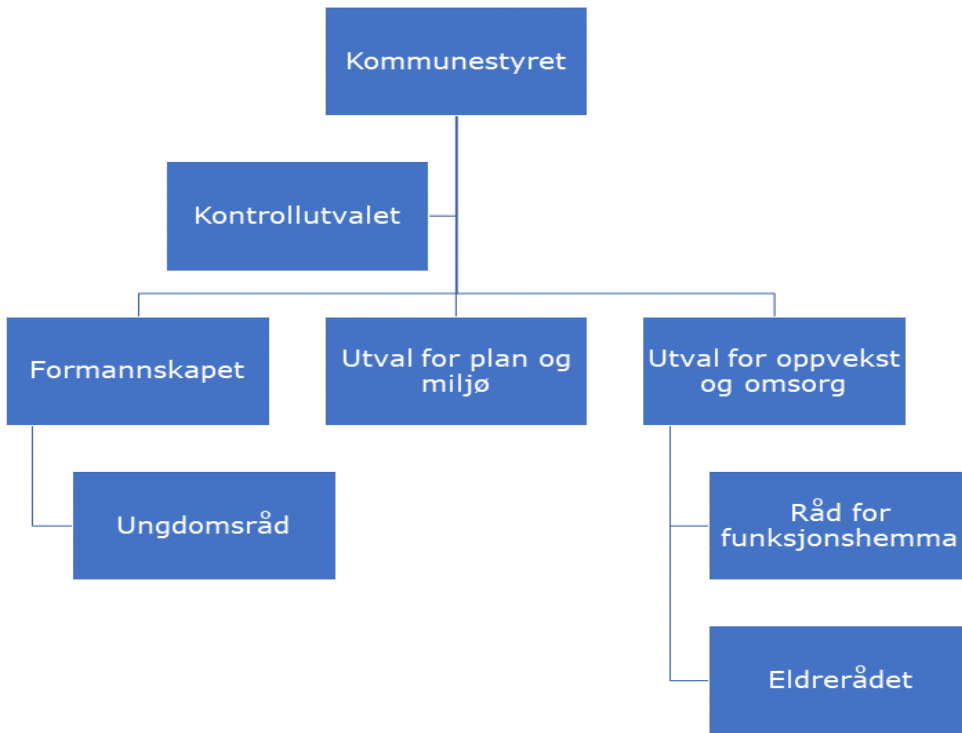 Kommunestyret
Kontrollutvalet
Formannskapet
Utval for plan og
miljø
Utval for oppvekst
og omsorg
Ungdomsråd
Råd for
funksjonshemma
Eldrerådet